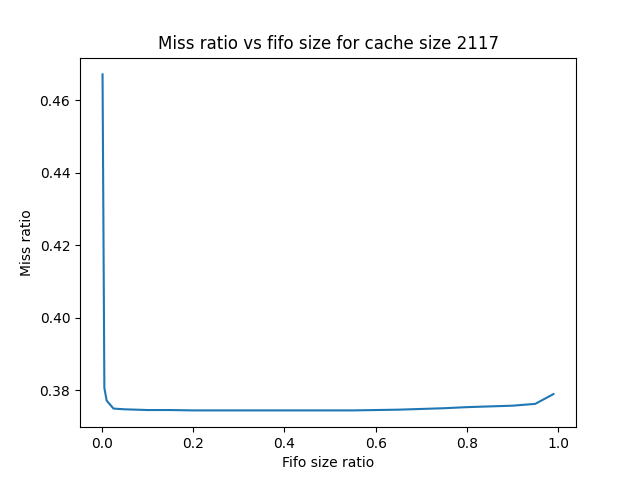 Miss ratio vs fifo size for cache size 2117
0.46
0.44
0.42
0.40
0.38
Miss ratio
0.0 0.2 0.4 0.6 0.8 1.0
Fifo size ratio